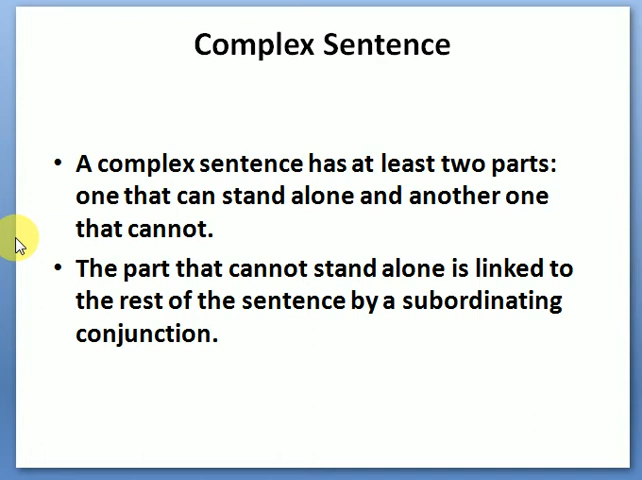 Complex Sentence
• A complex sentence has at least two parts:
one that can stand alone and another one
that cannot.
• The part that cannot stand alone is linked to
the rest of the sentence by a subordinating
conjunction.